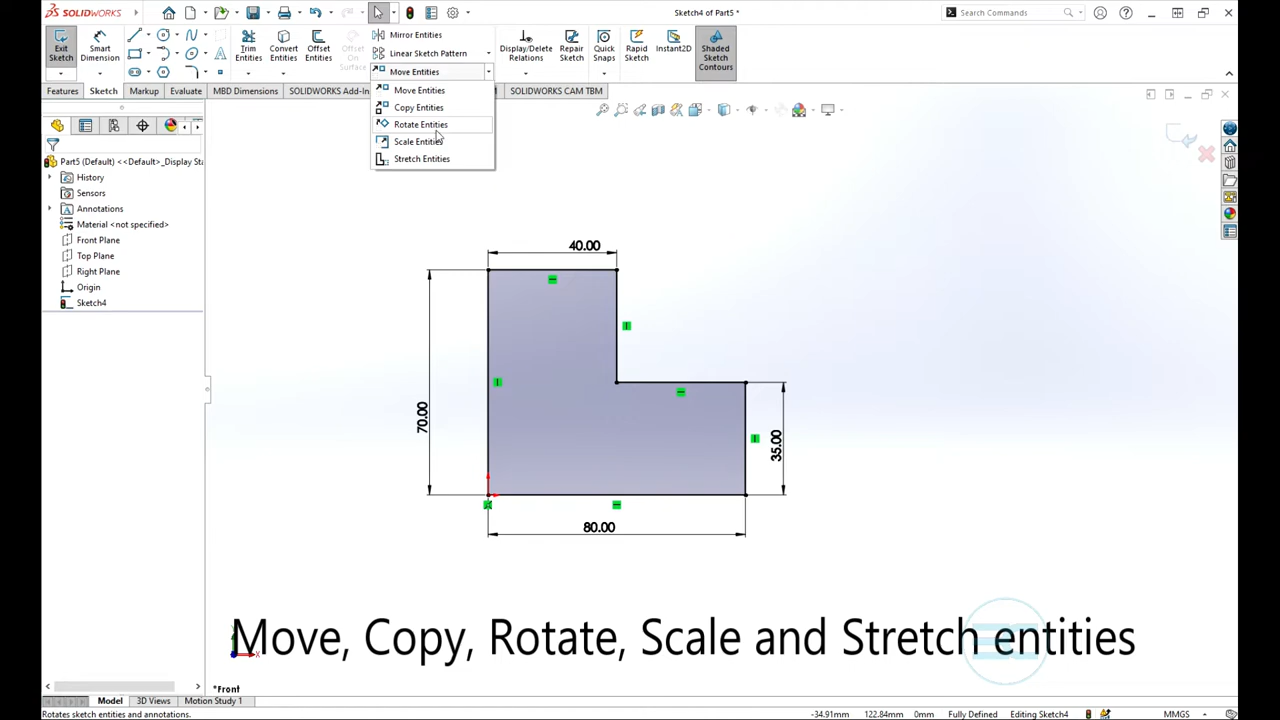 SOLIDWORKS
Sketch4 of Part5 *
Search Commands
Exit Sketch
Smart Dimension
Trim Entities
Convert Entities
Offset Entities
Offset On Surface
Mirror Entities
Linear Sketch Pattern
Move Entities
Display/Delete Relations
Repair Sketch
Quick Snaps
Rapid Sketch
Instant2D
Shaded Sketch Contours
Move Entities
Copy Entities
Rotate Entities
Scale Entities
Stretch Entities
Features
Sketch
Markup
Evaluate
MBD Dimensions
SOLIDWORKS Add-In
SOLIDWORKS CAM TBM
Part5 (Default) <<Default>_Display Sta
History
Sensors
Annotations
Material <not specified>
Front Plane
Top Plane
Right Plane
Origin
Sketch4
40.00
70.00
35.00
80.00
Move, Copy, Rotate, Scale and Stretch entities
*Front
Model
3D Views
Motion Study 1
Rotates sketch entities and annotations.
-34.91mm
122.84mm
0mm
Fully Defined
Editing Sketch4
MMGS